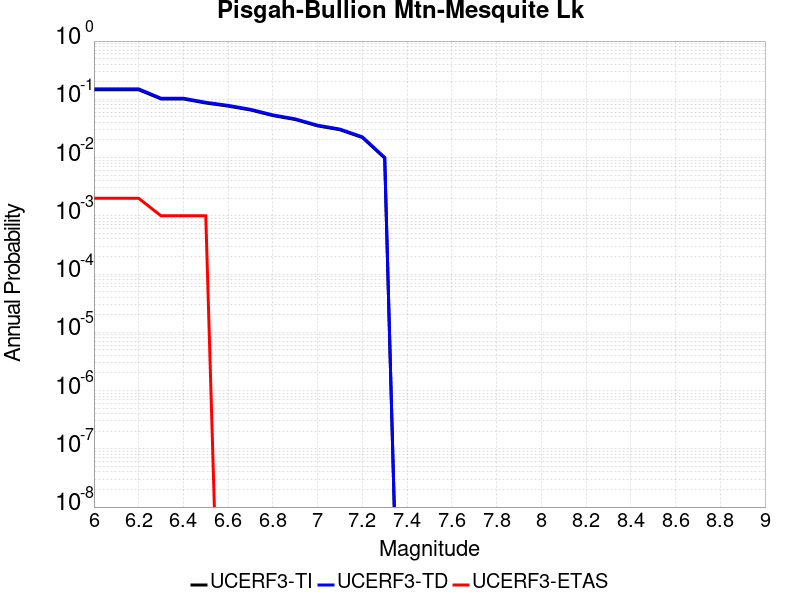 Pisgah-Bullion Mtn-Mesquite Lk
10^0
10^-1
10^-2
10^-3
10^-4
10^-5
10^-6
10^-7
10^-8
Annual Probability
6 6.2 6.4 6.6 6.8 7 7.2 7.4 7.6 7.8 8 8.2 8.4 8.6 8.8 9
Magnitude
UCERF3-TI UCERF3-TD UCERF3-ETAS